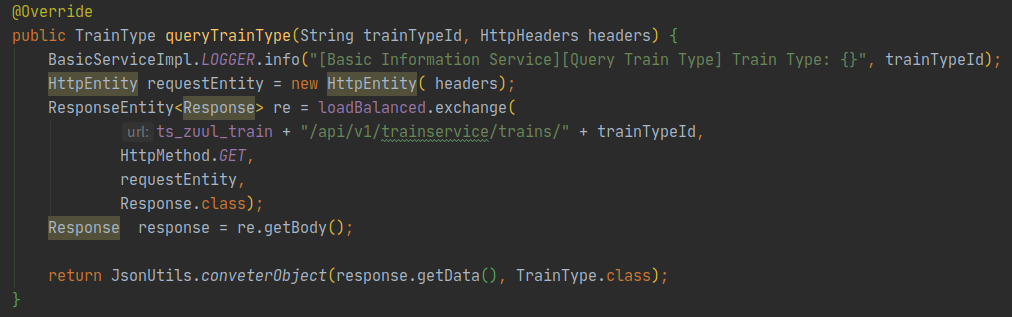 @Override
public TrainType queryTrainType(String trainTypeId, HttpHeaders headers) {
BasicServiceImpl.LOGGER.info("[Basic Information Service][Query Train Type] Train Type: {}", trainTypeId);
HttpEntity requestEntity = new HttpEntity( headers);
ResponseEntity<Response> re = loadBalanced.exchange(
url: ts_zuul_train + "/api/v1/trainservice/trains/" + trainTypeId,
HttpMethod.GET,
requestEntity,
Response.class);
Response  response = re.getBody();
return JsonUtils.conveterObject(response.getData(), TrainType.class);
}